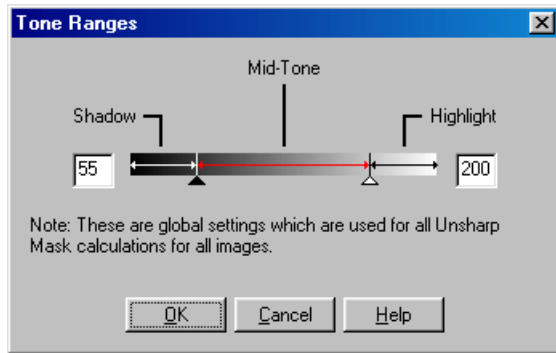 Tone Ranges
Mid-Tone
Shadow
Highlight
55
200
Note: These are global settings which are used for all Unsharp
Mask calculations for all images.
OK
Cancel
Help